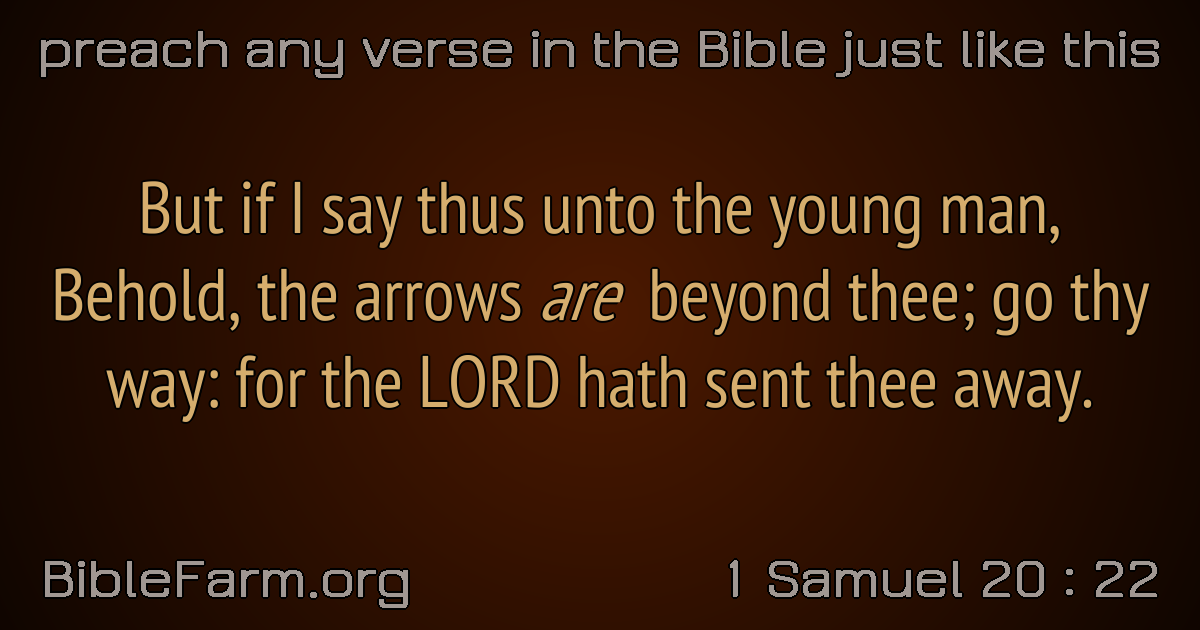 preach any verse in the Bible just like this
But if I say thus unto the young man,
Behold, the arrows are beyond thee; go thy
way: for the LORD hath sent thee away.
BibleFarm.org
1 Samuel 20 : 22